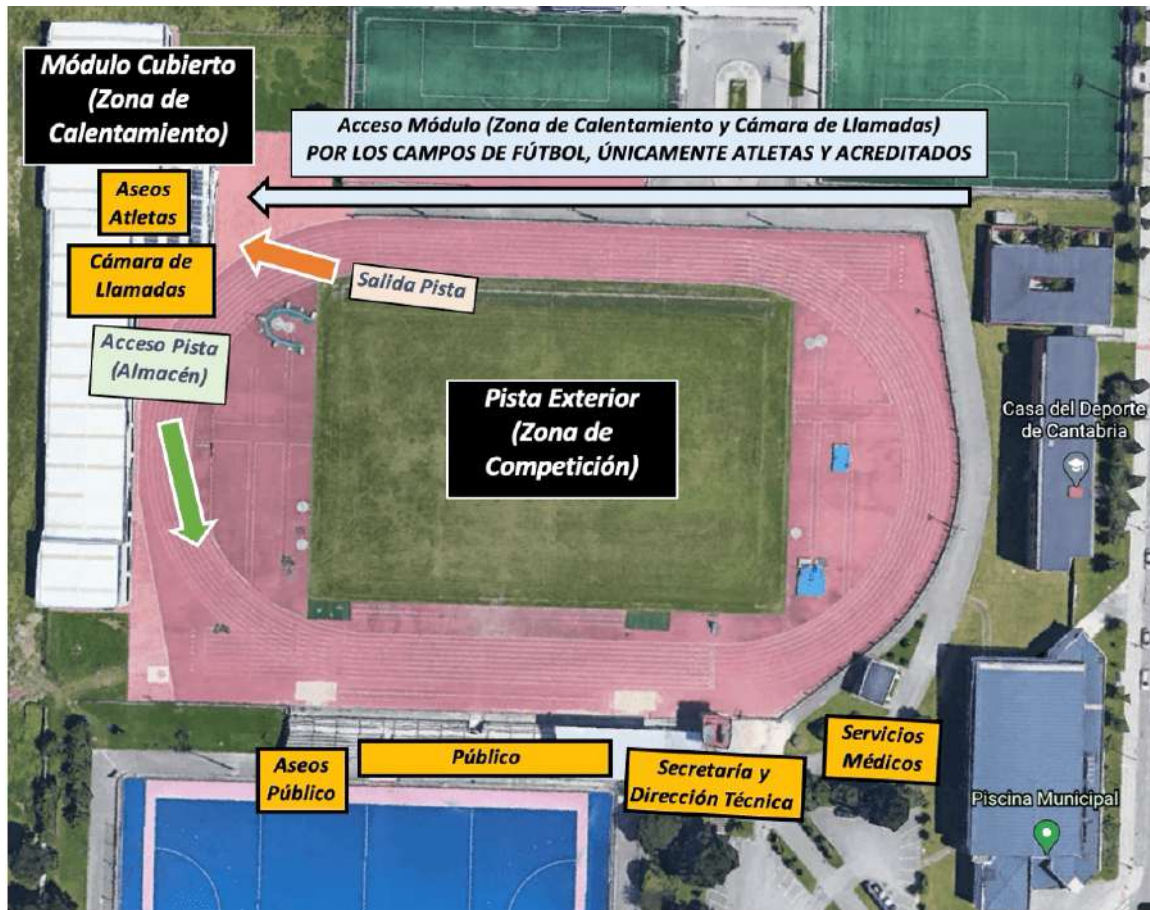 Módulo Cubierto
(Zona de
Calentamiento)
Acceso Módulo (Zona de Calentamiento y Cámara de Llamadas)
POR LOS CAMPOS DE FÚTBOL, ÚNICAMENTE ATLETAS Y ACREDITADOS
Aseos
Atletas
Cámara de
Llamadas
Salida Pista
Acceso Pista
(Almacén)
Pista Exterior
(Zona de
Competición)
Casa del Deporte
de Cantabria
Servicios
Médicos
Público
Aseos
Público
Secretaría y
Dirección Técnica
Piscina Municipal